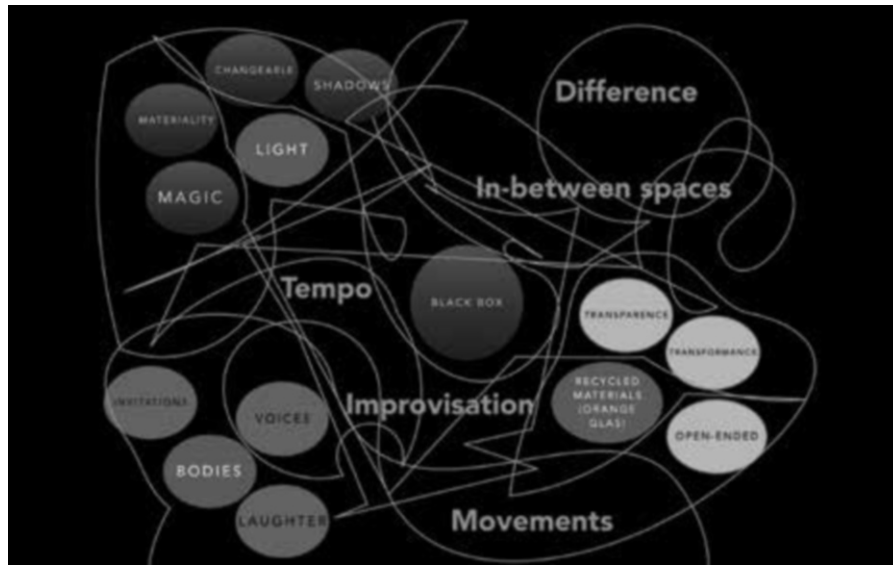 CHANGEABLE
SHADOWS
Difference
MATERIALITY
LIGHT
In-between spaces
MAGIC
Tempo
BLACK BOX
TRANSPARENCE
TRANSFORMANCE
RECYCLED
MATERIALS
(ORANGE
GLAS)
INVITATIONS
VOICES
Improvisation
OPEN-ENDED
BODIES
LAUGHTER
Movements